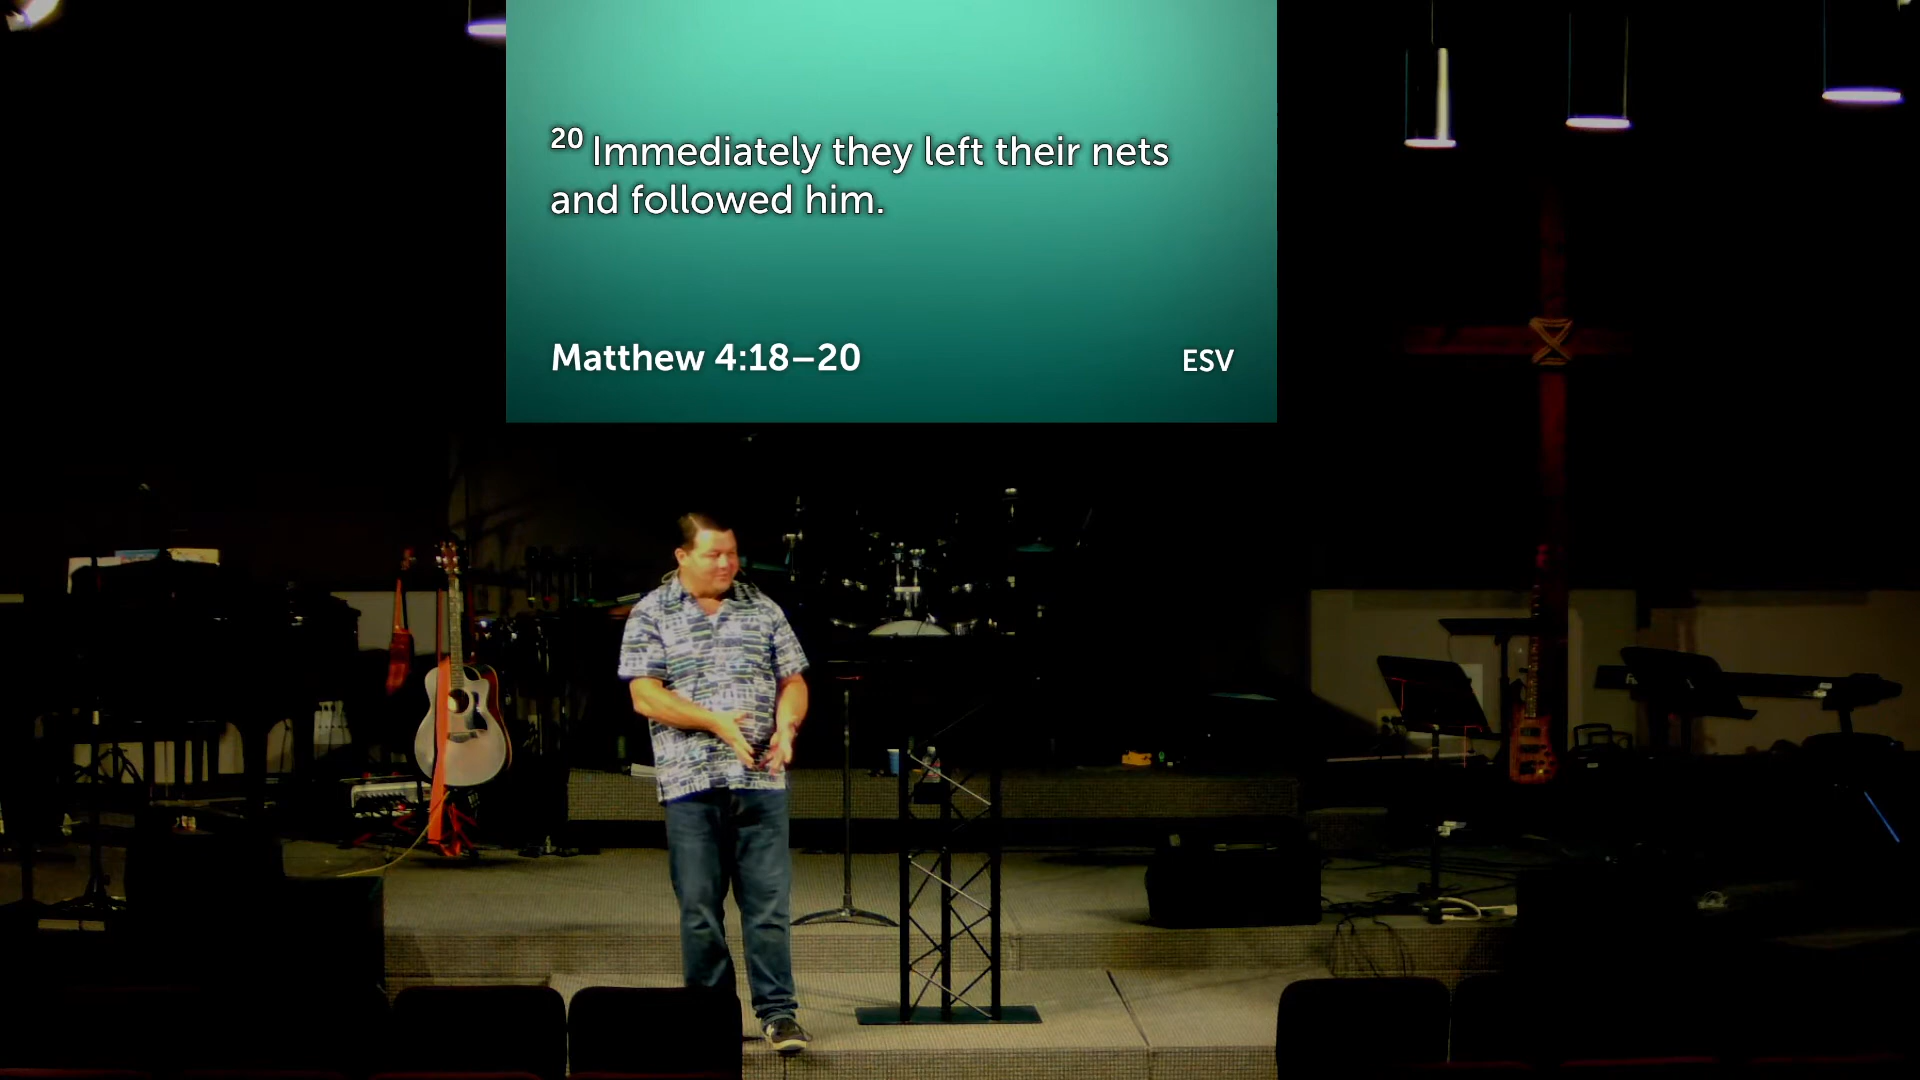 20 Immediately they left their nets
and followed him.
Matthew 4:18–20
ESV